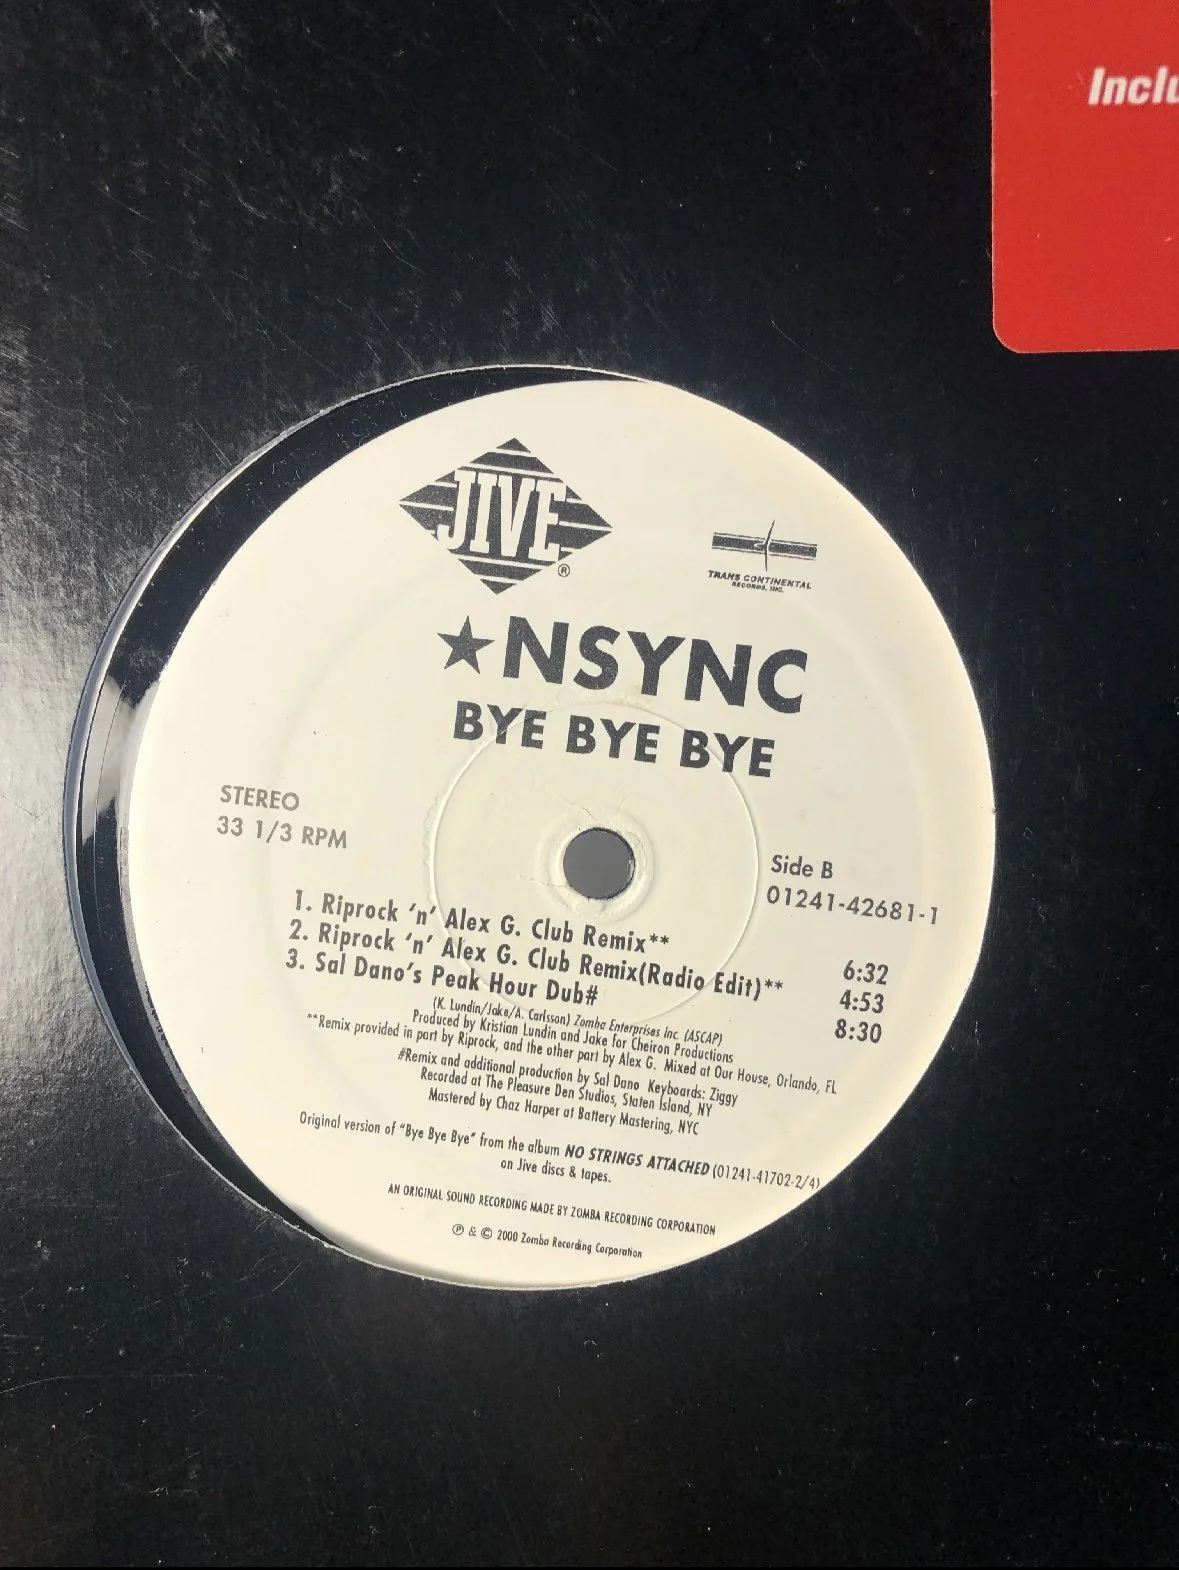 Inclu
JIVE®
TRANS CONTINENTAL
RECORDS, INC.
★NSYNC
BYE BYE BYE
STEREO
33 1/3 RPM
Side B
01241-42681-1
1. Riprock 'n' Alex G. Club Remix** 6:32
2. Riprock 'n' Alex G. Club Remix(Radio Edit)** 4:53
3. Sal Dano's Peak Hour Dub# 8:30
(K. Lundin/Jake/A. Carlsson) Zomba Enterprises Inc. (ASCAP)
Produced by Kristian Lundin and Jake for Cheiron Productions
**Remix provided in part by Riprock, and the other part by Alex G. Mixed at Our House, Orlando, FL
#Remix and additional production by Sal Dano Keyboards: Ziggy
Recorded at The Pleasure Den Studios, Staten Island, NY
Mastered by Chaz Harper at Battery Mastering, NYC
Original version of "Bye Bye Bye" from the album NO STRINGS ATTACHED (01241-41702-2/4)
on Jive discs & tapes.
AN ORIGINAL SOUND RECORDING MADE BY ZOMBA RECORDING CORPORATION
℗ & © 2000 Zomba Recording Corporation